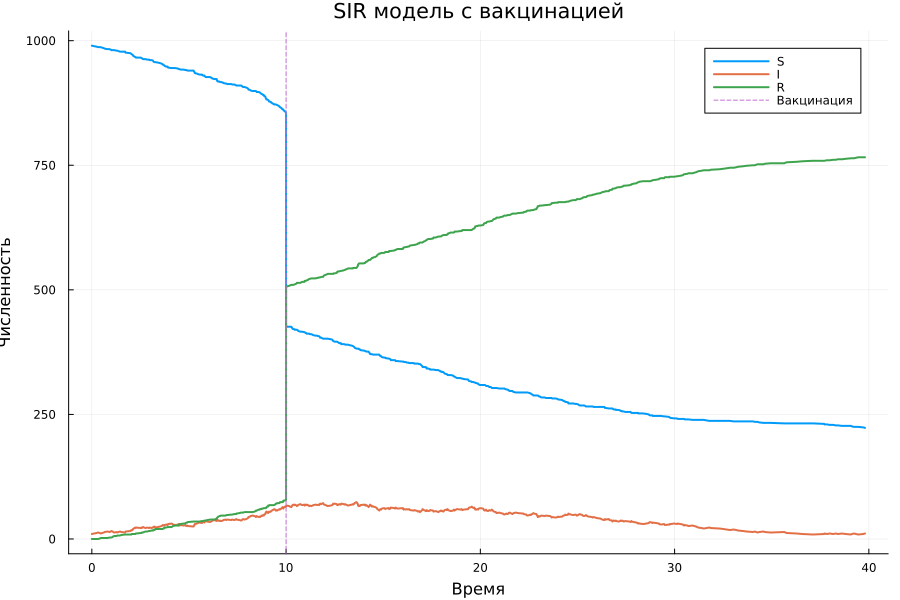 SIR модель с вакцинацией
1000
750
500
250
0
Численность
S
I
R
Вакцинация
0 10 20 30 40
Время